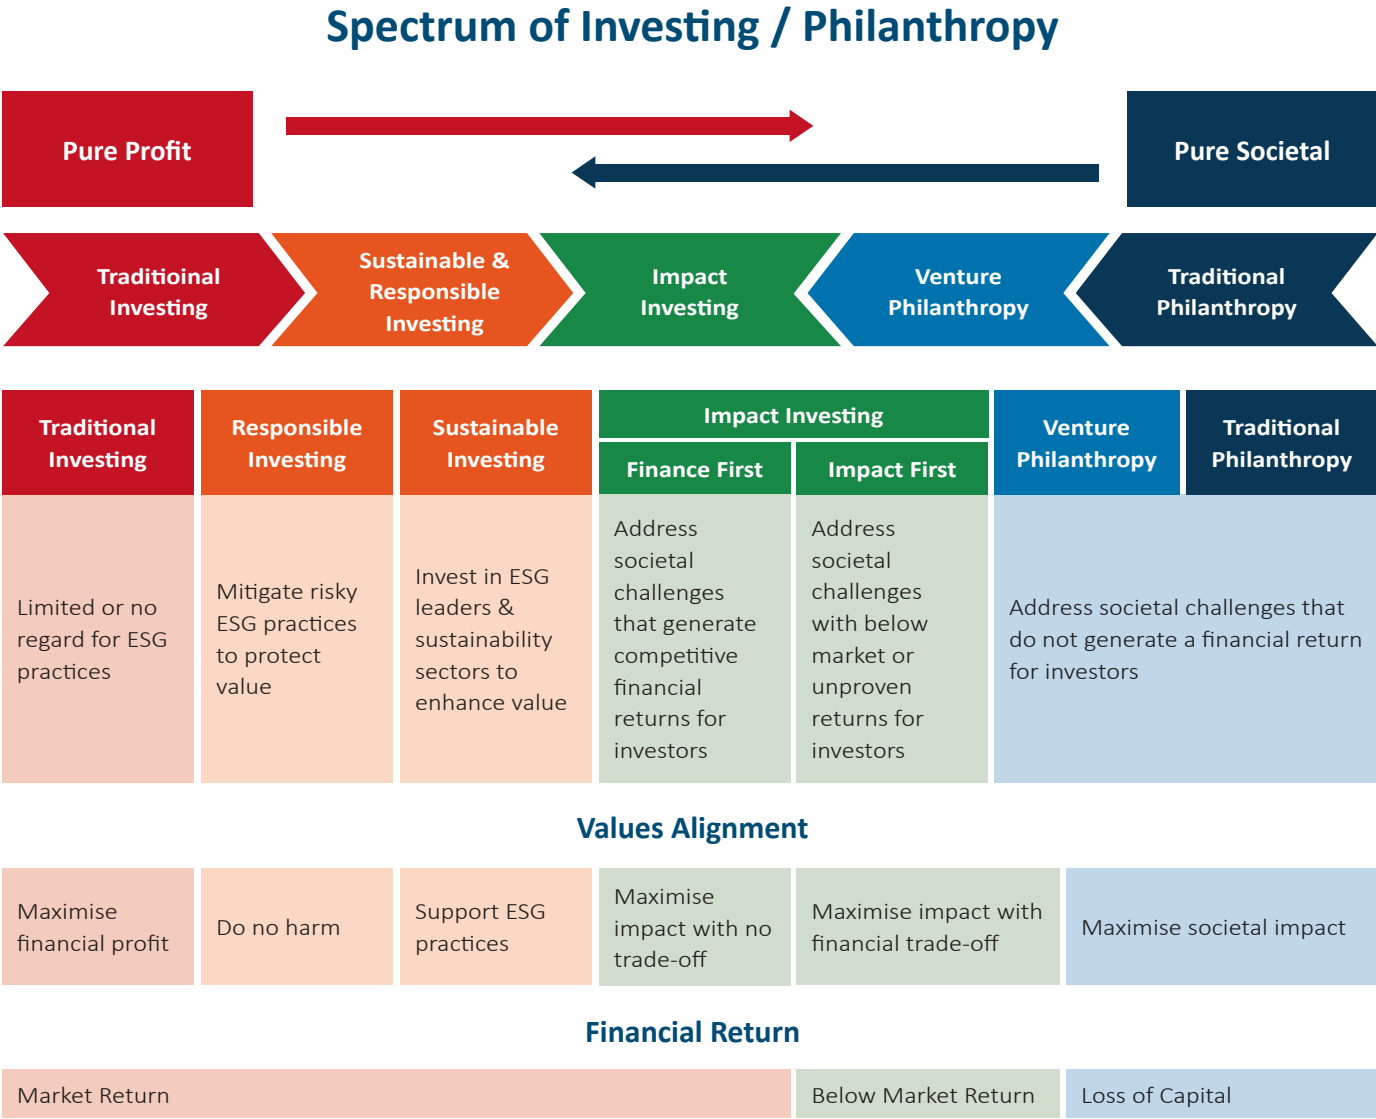 Spectrum of Investing / Philanthropy
Pure Profit
Pure Societal
Traditioinal
Investing
Sustainable &
Responsible
Investing
Impact
Investing
Venture
Philanthropy
Traditional
Philanthropy
Traditional
Investing
Responsible
Investing
Sustainable
Investing
Impact Investing
Finance First
Impact First
Venture
Philanthropy
Traditional
Philanthropy
Limited or no
regard for ESG
practices
Mitigate risky
ESG practices
to protect
value
Invest in ESG
leaders &
sustainability
sectors to
enhance value
Address
societal
challenges
that generate
competitive
financial
returns for
investors
Address
societal
challenges
with below
market or
unproven
returns for
investors
Address societal challenges that
do not generate a financial return
for investors
Values Alignment
Maximise
financial profit
Do no harm
Support ESG
practices
Maximise
impact with no
trade-off
Maximise impact with
financial trade-off
Maximise societal impact
Financial Return
Market Return
Below Market Return
Loss of Capital